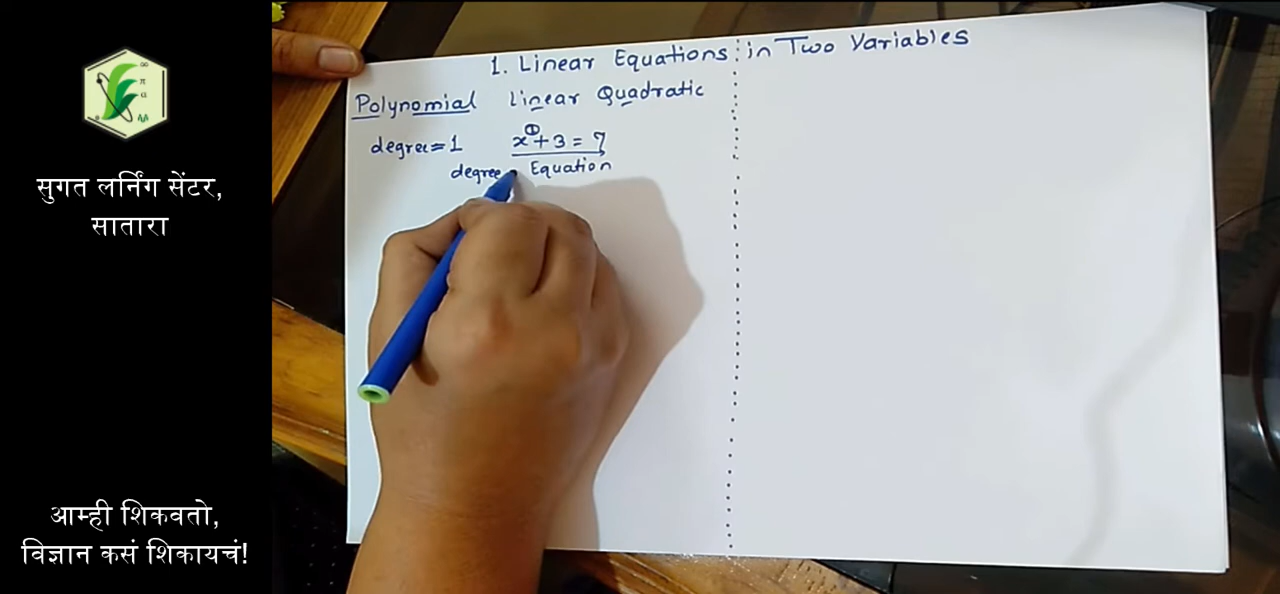 सुगत लर्निंग सेंटर,
सातारा
आम्ही शिकवतो,
विज्ञान कसं शिकायचं!
1. Linear Equations in Two Variables
Polynomial Linear Quadratic
degree=1 x①+3=7
degree Equation